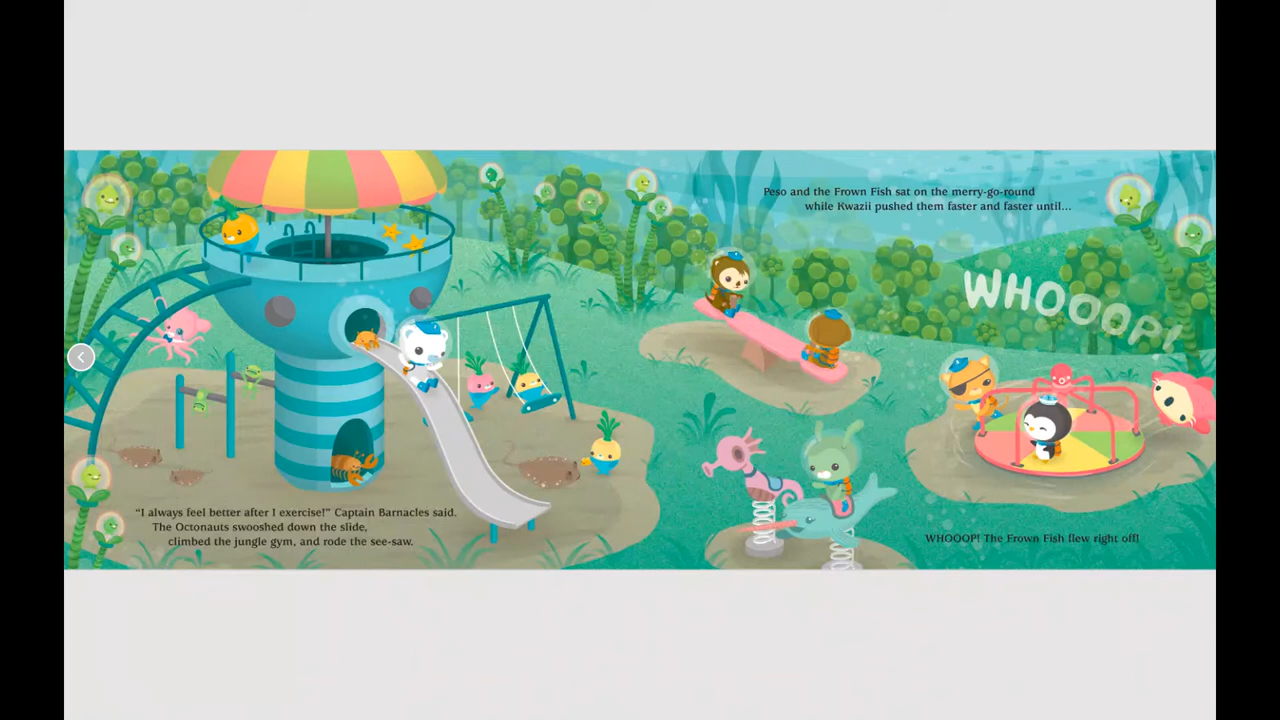 “I always feel better after I exercise!” Captain Barnacles said.
The Octonauts swooshed down the slide,
climbed the jungle gym, and rode the see-saw.
Peso and the Frown Fish sat on the merry-go-round
while Kwazii pushed them faster and faster until...
WHOOOP!
WHOOOP! The Frown Fish flew right off!